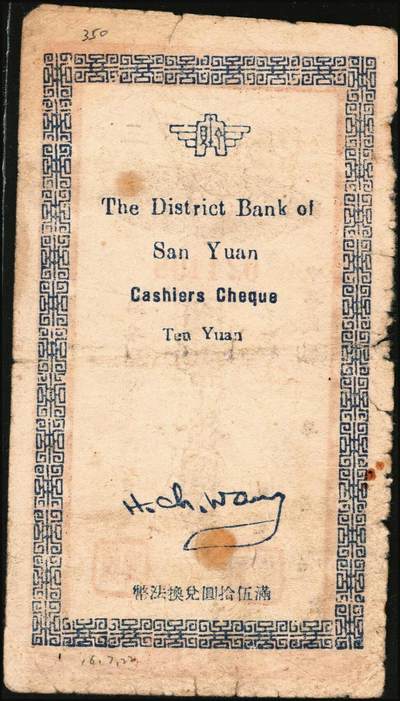 350
The District Bank of
San Yuan
Cashiers Cheque
Ten Yuan
H. Ch. Wang
滿伍拾圓兌換法幣